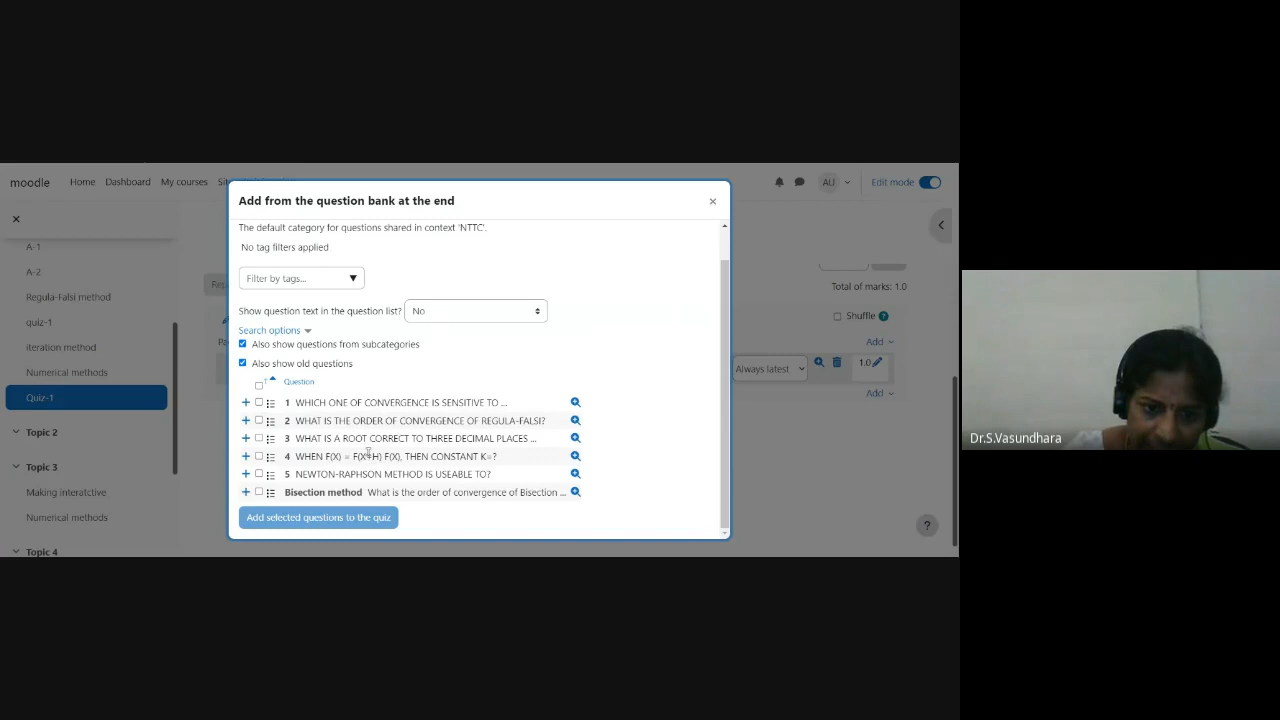 moodle Home Dashboard My courses AU Edit mode
Add from the question bank at the end ×
The default category for questions shared in context 'NTTC'.
No tag filters applied
Filter by tags... ▼
Show question text in the question list? No
Search options
Also show questions from subcategories
Also show old questions
Question
1 WHICH ONE OF CONVERGENCE IS SENSITIVE TO ...
2 WHAT IS THE ORDER OF CONVERGENCE OF REGULA-FALSI?
3 WHAT IS A ROOT CORRECT TO THREE DECIMAL PLACES ...
4 WHEN F(X) = F(X+H) F(X), THEN CONSTANT K=?
5 NEWTON-RAPHSON METHOD IS USEABLE TO?
Bisection method What is the order of convergence of Bisection ...
Add selected questions to the quiz
A-1
A-2
Regula-Falsi method
quiz-1
iteration method
Numerical methods
Quiz-1
Topic 2
Topic 3
Making interactive
Numerical methods
Topic 4
Total of marks: 1.0
Shuffle ?
Add
Always latest 1.0
Add
?
Dr.S.Vasundhara